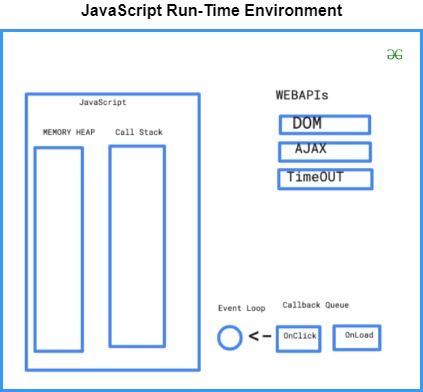 JavaScript Run-Time Environment
JavaScript
MEMORY HEAP
Call Stack
WEBAPIs
DOM
AJAX
TimeOUT
Event Loop
Callback Queue
<-
OnClick
OnLoad